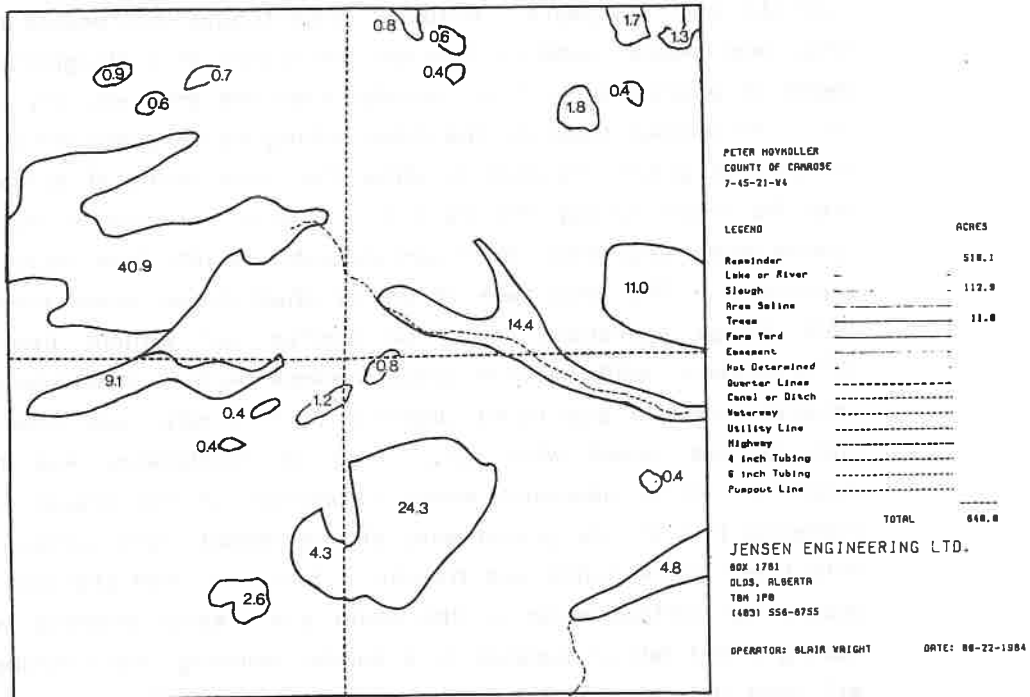 0.8
0.6
1.7
1.3
0.9
0.7
0.4
0.6
0.4
1.8
40.9
11.0
14.4
9.1
0.8
1.2
0.4
0.4
0.4
24.3
4.3
4.8
2.6
PETER HOYMOLLER
COUNTY OF CAMROSE
7-45-21-W4
LEGEND ACRES
Remainder 518.1
Lake or River
Slough 112.9
Area Saline
Trees 11.0
Farm Yard
Easement
Not Determined
Quarter Lines
Canal or Ditch
Waterway
Utility Line
Highway
4 inch Tubing
6 inch Tubing
Pumpout Line
TOTAL 640.0
JENSEN ENGINEERING LTD.
BOX 1781
OLDS, ALBERTA
T0M 1P0
(403) 556-8755
OPERATOR: BLAIR WRIGHT DATE: 08-22-1984